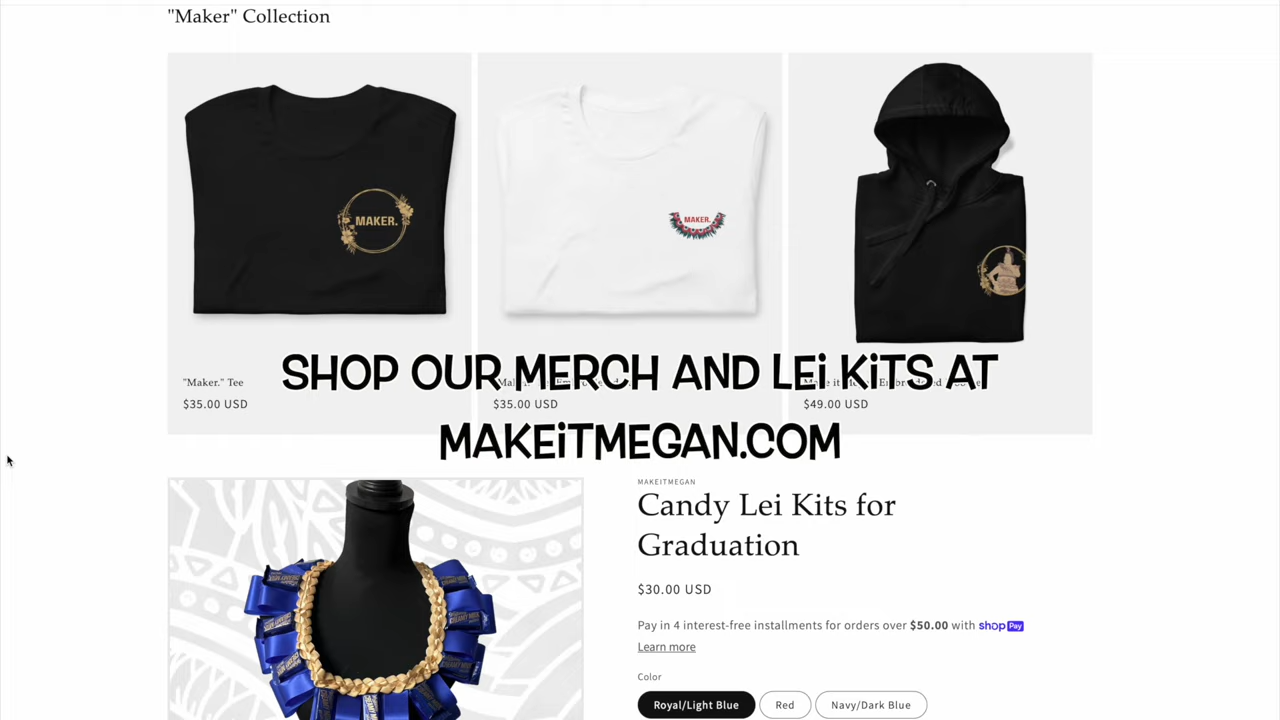 "Maker" Collection
MAKER.
MAKER.
"Maker." Tee
$35.00 USD
$35.00 USD
$49.00 USD
SHOP OUR MERCH AND LEi KiTS AT
MAKEiTMEGAN.COM
MAKEITMEGAN
Candy Lei Kits for
Graduation
$30.00 USD
Pay in 4 interest-free installments for orders over $50.00 with shop Pay
Learn more
Color
Royal/Light Blue
Red
Navy/Dark Blue